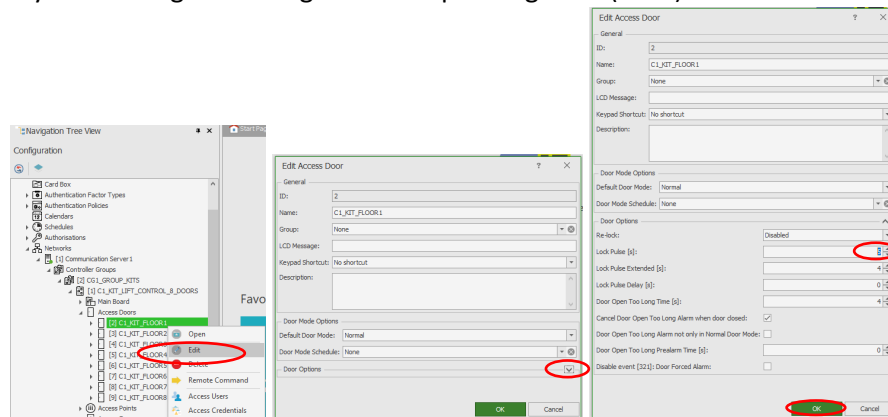 Navigation Tree View
Configuration
Card Box
Authentication Factor Types
Authentication Policies
Calendars
Schedules
Authorisations
Networks
[1] Communication Server 1
Controller Groups
[2] CG1_GROUP_KITS
[1] C1_KIT_LIFT_CONTROL_8_DOORS
Main Board
Access Doors
[2] C1_KIT_FLOOR1
[3] C1_KIT_FLOOR2
[4] C1_KIT_FLOOR3
[5] C1_KIT_FLOOR4
[6] C1_KIT_FLOOR5
[7] C1_KIT_FLOOR6
[8] C1_KIT_FLOOR7
[9] C1_KIT_FLOOR8
Access Points
Start Pag
Favo
Open
Edit
Delete
Remote Command
Access Users
Access Credentials
Edit Access Door ? ×
General
ID: 2
Name: C1_KIT_FLOOR1
Group: None
LCD Message:
Keypad Shortcut: No shortcut
Description:
Door Mode Options
Default Door Mode: Normal
Door Mode Schedule: None
Door Options
OK Cancel
Edit Access Door ? ×
General
ID: 2
Name: C1_KIT_FLOOR1
Group: None
LCD Message:
Keypad Shortcut: No shortcut
Description:
Door Mode Options
Default Door Mode: Normal
Door Mode Schedule: None
Door Options
Re-lock: Disabled
Lock Pulse [s]:
Lock Pulse Extended [s]: 4
Lock Pulse Delay [s]: 0
Door Open Too Long Time [s]: 4
Cancel Door Open Too Long Alarm when door closed:
Door Open Too Long Alarm not only in Normal Door Mode:
Door Open Too Long Prealarm Time [s]: 0
Disable event [321]: Door Forced Alarm:
OK Cancel